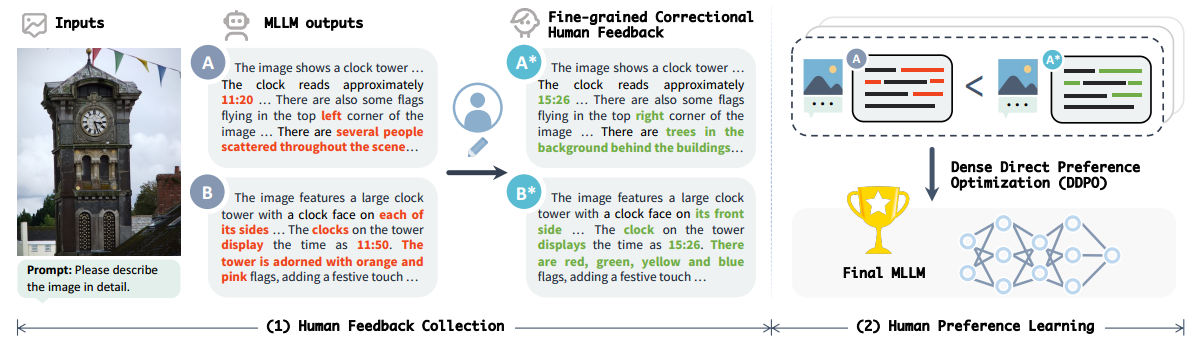 Inputs
MLLM outputs
Fine-grained Correctional
Human Feedback
Prompt: Please describe
the image in detail.
A
The image shows a clock tower …
The clock reads approximately
11:20 … There are also some flags
flying in the top left corner of the
image … There are several people
scattered throughout the scene…
B
The image features a large clock
tower with a clock face on each of
its sides … The clocks on the tower
display the time as 11:50. The
tower is adorned with orange and
pink flags, adding a festive touch …
A*
The image shows a clock tower …
The clock reads approximately
15:26 … There are also some flags
flying in the top right corner of the
image … There are trees in the
background behind the buildings…
B*
The image features a large clock
tower with a clock face on its front
side … The clock on the tower
displays the time as 15:26. There
are red, green, yellow and blue
flags, adding a festive touch …
A
<
A*
Dense Direct Preference
Optimization (DDPO)
Final MLLM
(1) Human Feedback Collection
(2) Human Preference Learning